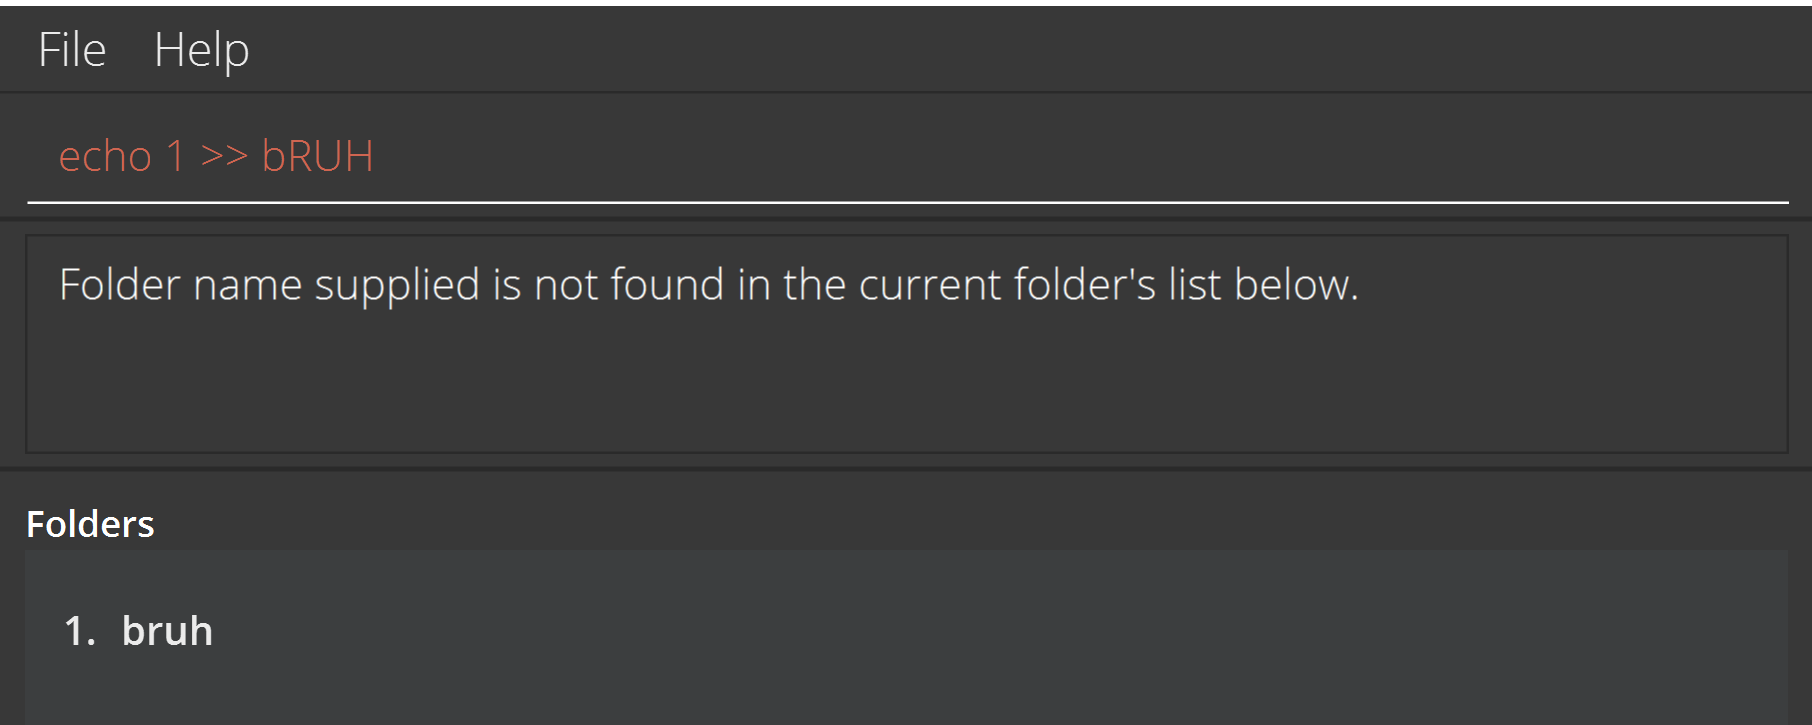 File Help
echo 1 >> bRUH
Folder name supplied is not found in the current folder's list below.
Folders
1. bruh